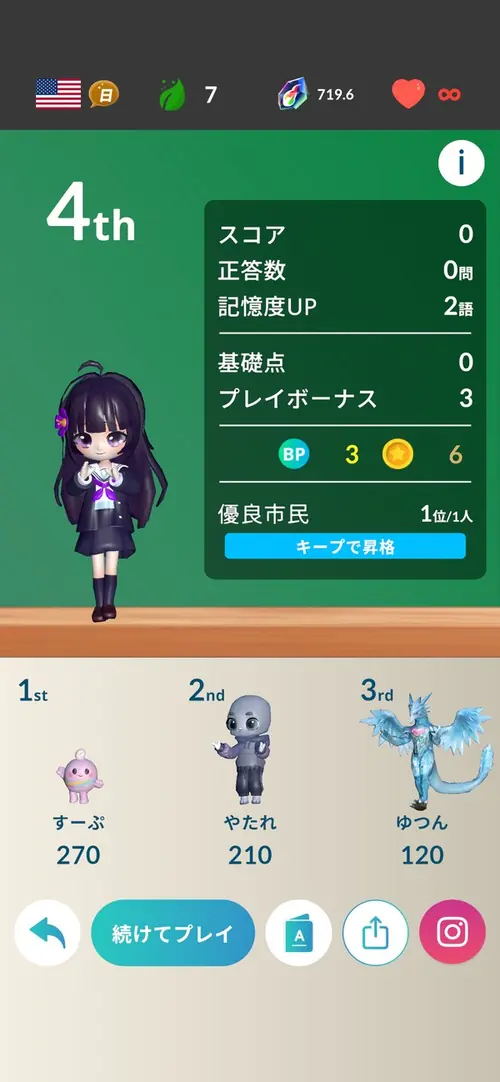 日
7
719.6
∞
i
4th
スコア 0
正答数 0問
記憶度UP 2語
基礎点 0
プレイボーナス 3
BP 3 6
優良市民 1位/1人
キープで昇格
1st
2nd
3rd
すーぷ
やたれ
ゆつん
270
210
120
続けてプレイ
A